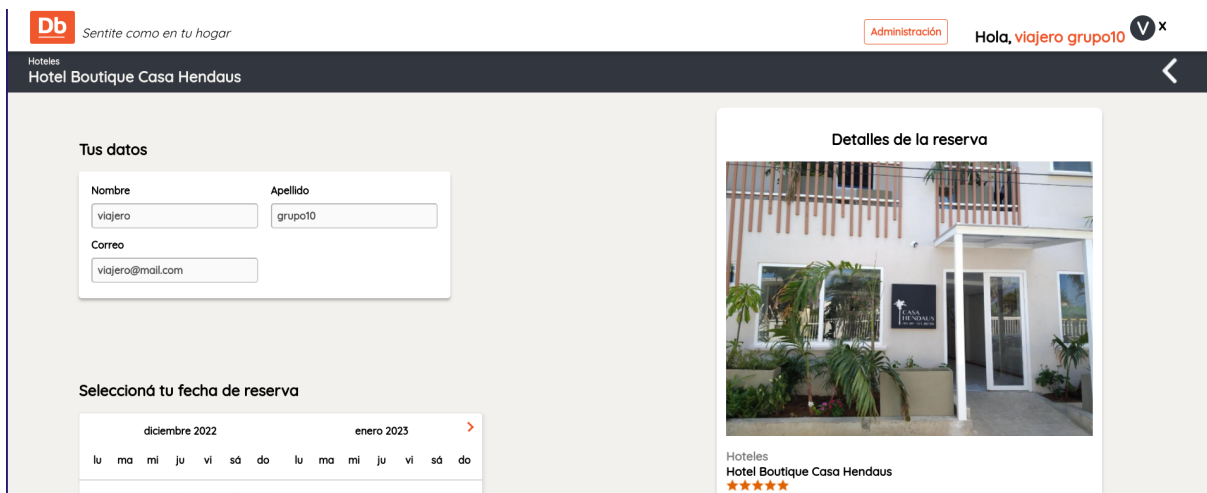 Db Sentite como en tu hogar
Administración
Hola, viajero grupo10 V x
Hoteles
Hotel Boutique Casa Hendaus
Tus datos
Nombre Apellido
viajero grupo10
Correo
viajero@mail.com
Seleccioná tu fecha de reserva
diciembre 2022 enero 2023
lu ma mi ju vi sá do lu ma mi ju vi sá do
Detalles de la reserva
CASA
HENDAUS
Hoteles
Hotel Boutique Casa Hendaus